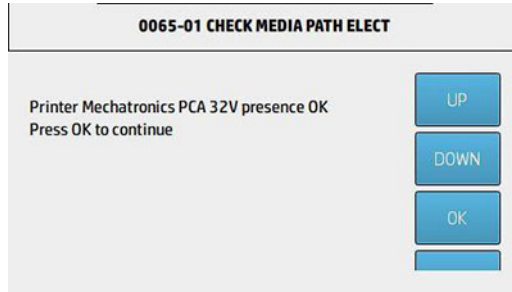 0065-01 CHECK MEDIA PATH ELECT
Printer Mechatronics PCA 32V presence OK
Press OK to continue
UP
DOWN
OK